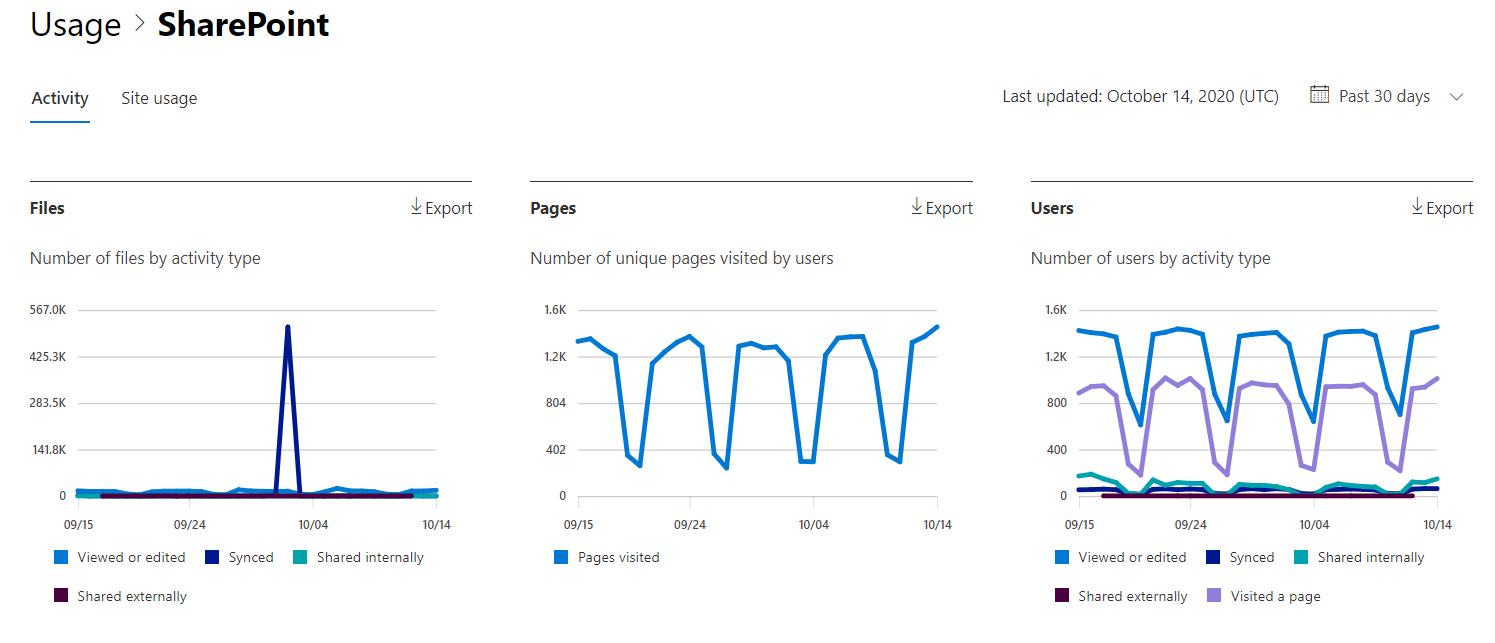 Usage > SharePoint
Activity Site usage
Last updated: October 14, 2020 (UTC) Past 30 days
Files Export
Number of files by activity type
567.0K
425.3K
283.5K
141.8K
0
09/15 09/24 10/04 10/14
Viewed or edited Synced Shared internally
Shared externally
Pages Export
Number of unique pages visited by users
1.6K
1.2K
804
402
0
09/15 09/24 10/04 10/14
Pages visited
Users Export
Number of users by activity type
1.6K
1.2K
800
400
0
09/15 09/24 10/04 10/14
Viewed or edited Synced Shared internally
Shared externally Visited a page